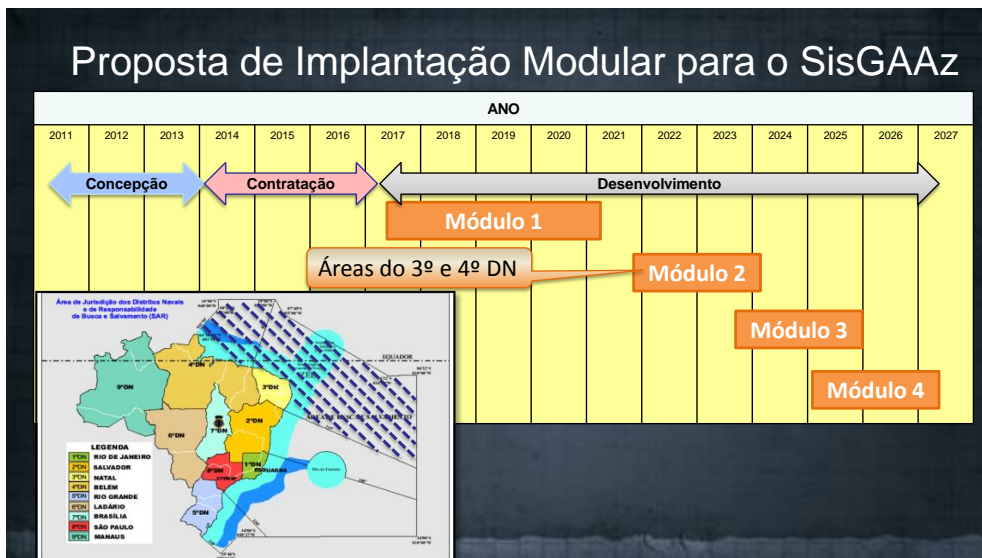 Proposta de Implantação Modular para o SisGAAz
ANO
2011 2012 2013 2014 2015 2016 2017 2018 2019 2020 2021 2022 2023 2024 2025 2026 2027
Concepção Contratação Desenvolvimento
Módulo 1
Áreas do 3º e 4º DN
Módulo 2
Módulo 3
Módulo 4
Área de Jurisdição dos Distritos Navais
e de Responsabilidade
de Busca e Salvamento (SAR)
EQUADOR
4ºDN
9ºDN
3ºDN
2ºDN
7ºDN
6ºDN
1ºDN
ESQUADRA
5ºDN
LEGENDA
1ºDN RIO DE JANEIRO
2ºDN SALVADOR
3ºDN NATAL
4ºDN BELÉM
5ºDN RIO GRANDE
6ºDN LADÁRIO
7ºDN BRASÍLIA
8ºDN SÃO PAULO
9ºDN MANAUS